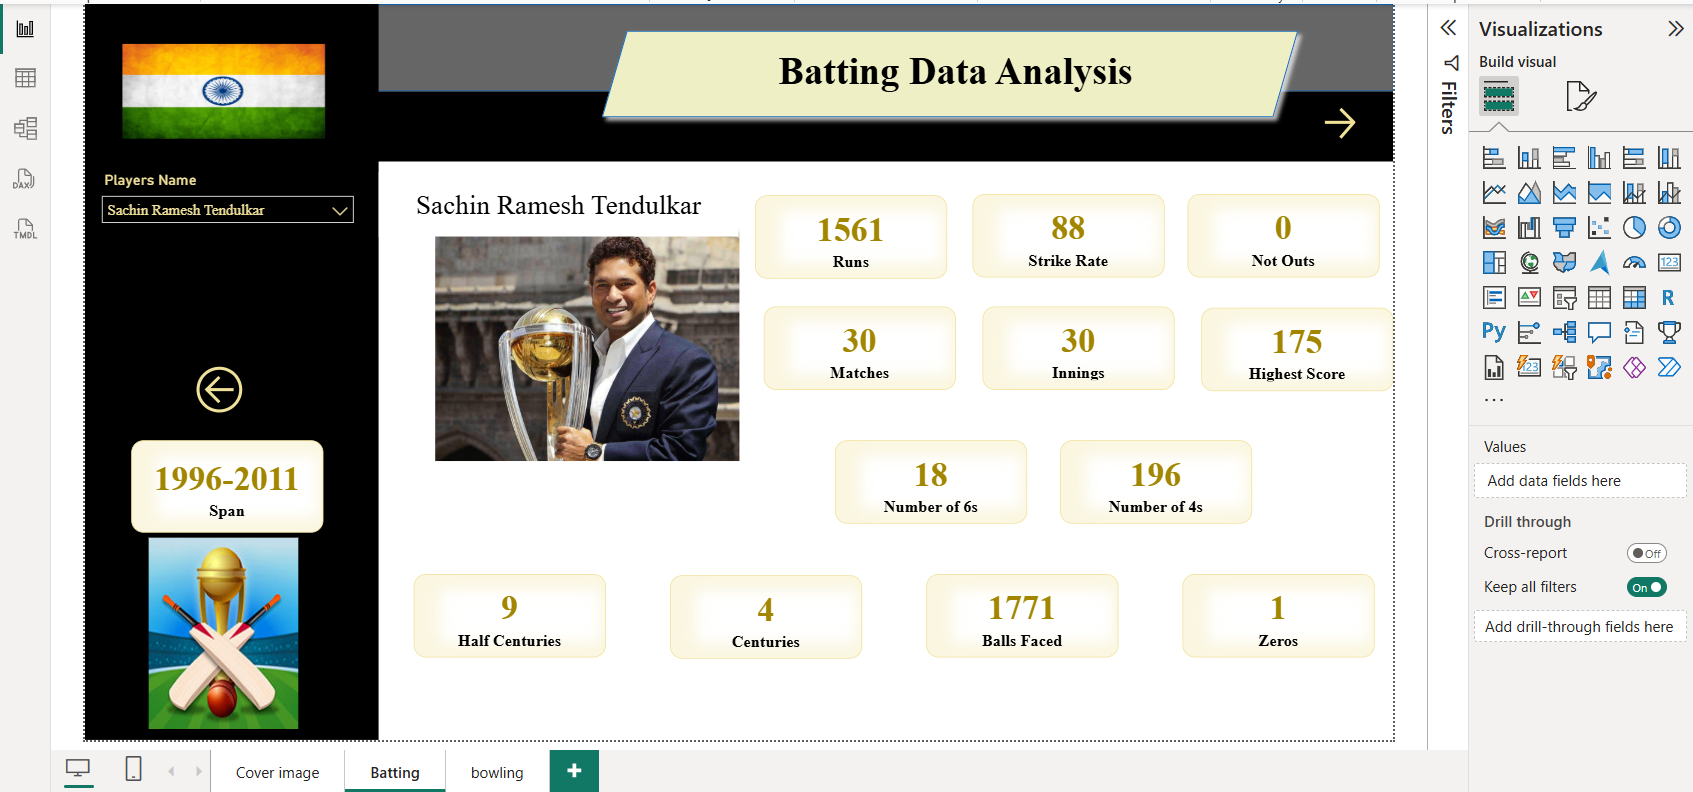 Batting Data Analysis
Players Name
Sachin Ramesh Tendulkar
Sachin Ramesh Tendulkar
1561
Runs
88
Strike Rate
0
Not Outs
30
Matches
30
Innings
175
Highest Score
1996-2011
Span
18
Number of 6s
196
Number of 4s
9
Half Centuries
4
Centuries
1771
Balls Faced
1
Zeros
Cover image
Batting
bowling
+
DAX
TMDL
Filters
Visualizations
Build visual
123
R
Py
123
...
Values
Add data fields here
Drill through
Cross-report
Off
Keep all filters
On
Add drill-through fields here